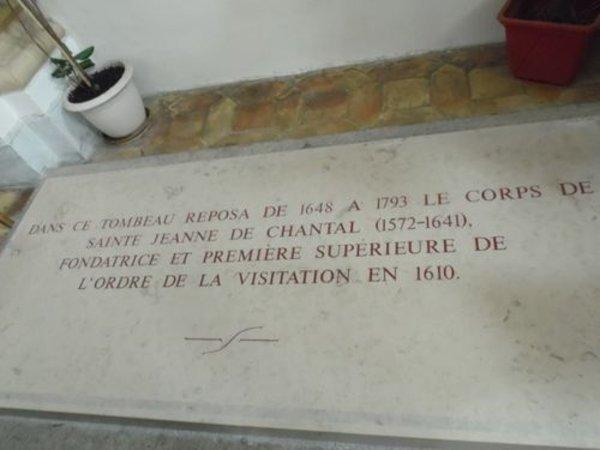 DANS CE TOMBEAU REPOSA DE 1648 A 1793 LE CORPS DE
SAINTE JEANNE DE CHANTAL (1572-1641),
FONDATRICE ET PREMIÈRE SUPÉRIEURE DE
L'ORDRE DE LA VISITATION EN 1610.